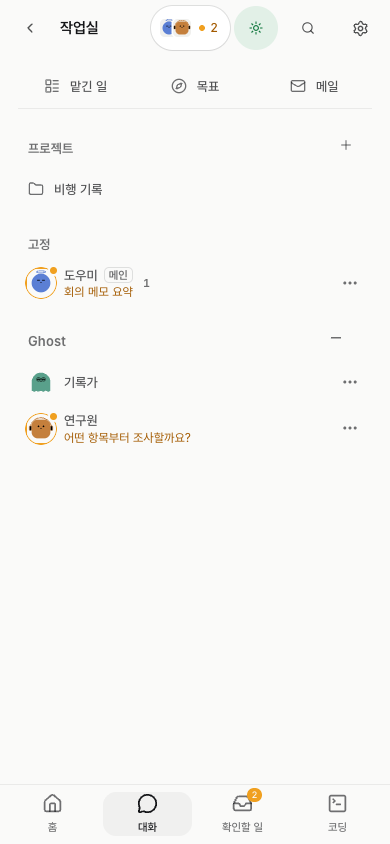 작업실
2
맡긴 일
목표
메일
프로젝트
비행 기록
고정
도우미 메인
회의 메모 요약 1
Ghost
기록가
연구원
어떤 항목부터 조사할까요?
2
홈
대화
확인할 일
코딩